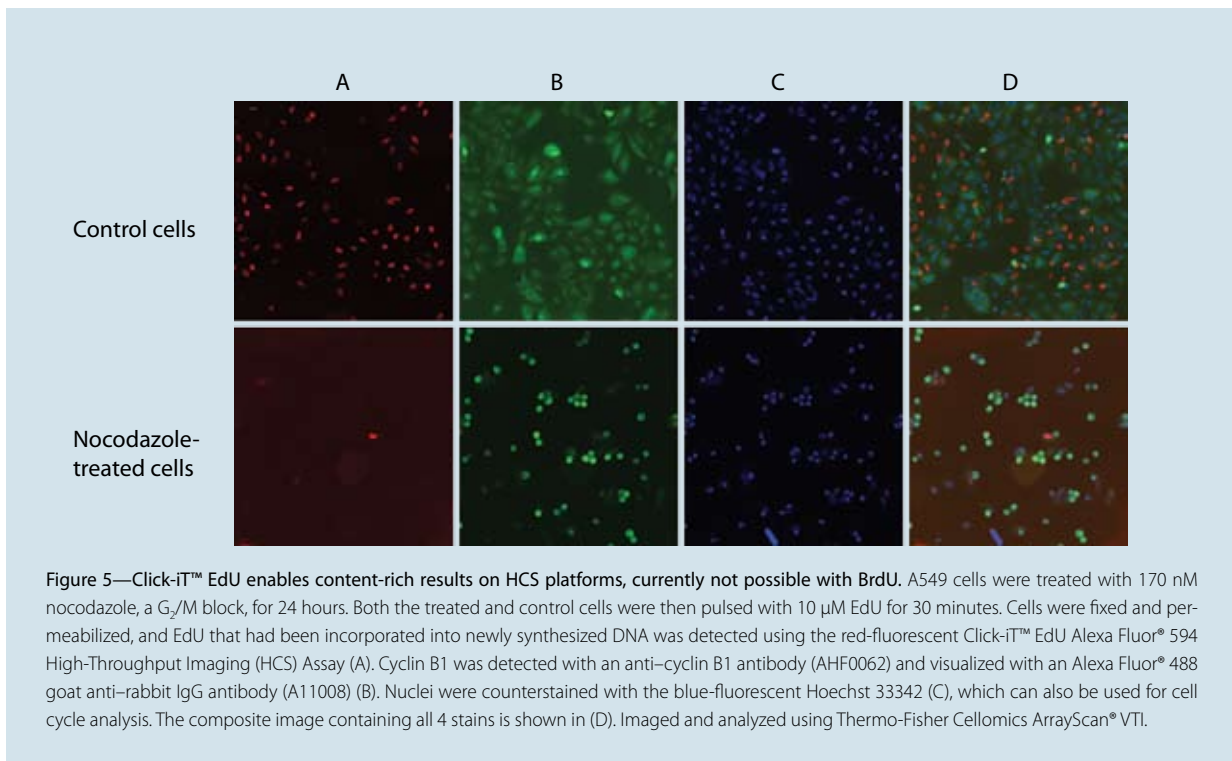 A B C D
Control cells
Nocodazole-
treated cells
Figure 5—Click-iT™ EdU enables content-rich results on HCS platforms, currently not possible with BrdU. A549 cells were treated with 170 nM
nocodazole, a G₂/M block, for 24 hours. Both the treated and control cells were then pulsed with 10 μM EdU for 30 minutes. Cells were fixed and per-
meabilized, and EdU that had been incorporated into newly synthesized DNA was detected using the red-fluorescent Click-iT™ EdU Alexa Fluor® 594
High-Throughput Imaging (HCS) Assay (A). Cyclin B1 was detected with an anti–cyclin B1 antibody (AHF0062) and visualized with an Alexa Fluor® 488
goat anti–rabbit IgG antibody (A11008) (B). Nuclei were counterstained with the blue-fluorescent Hoechst 33342 (C), which can also be used for cell
cycle analysis. The composite image containing all 4 stains is shown in (D). Imaged and analyzed using Thermo-Fisher Cellomics ArrayScan® VTI.